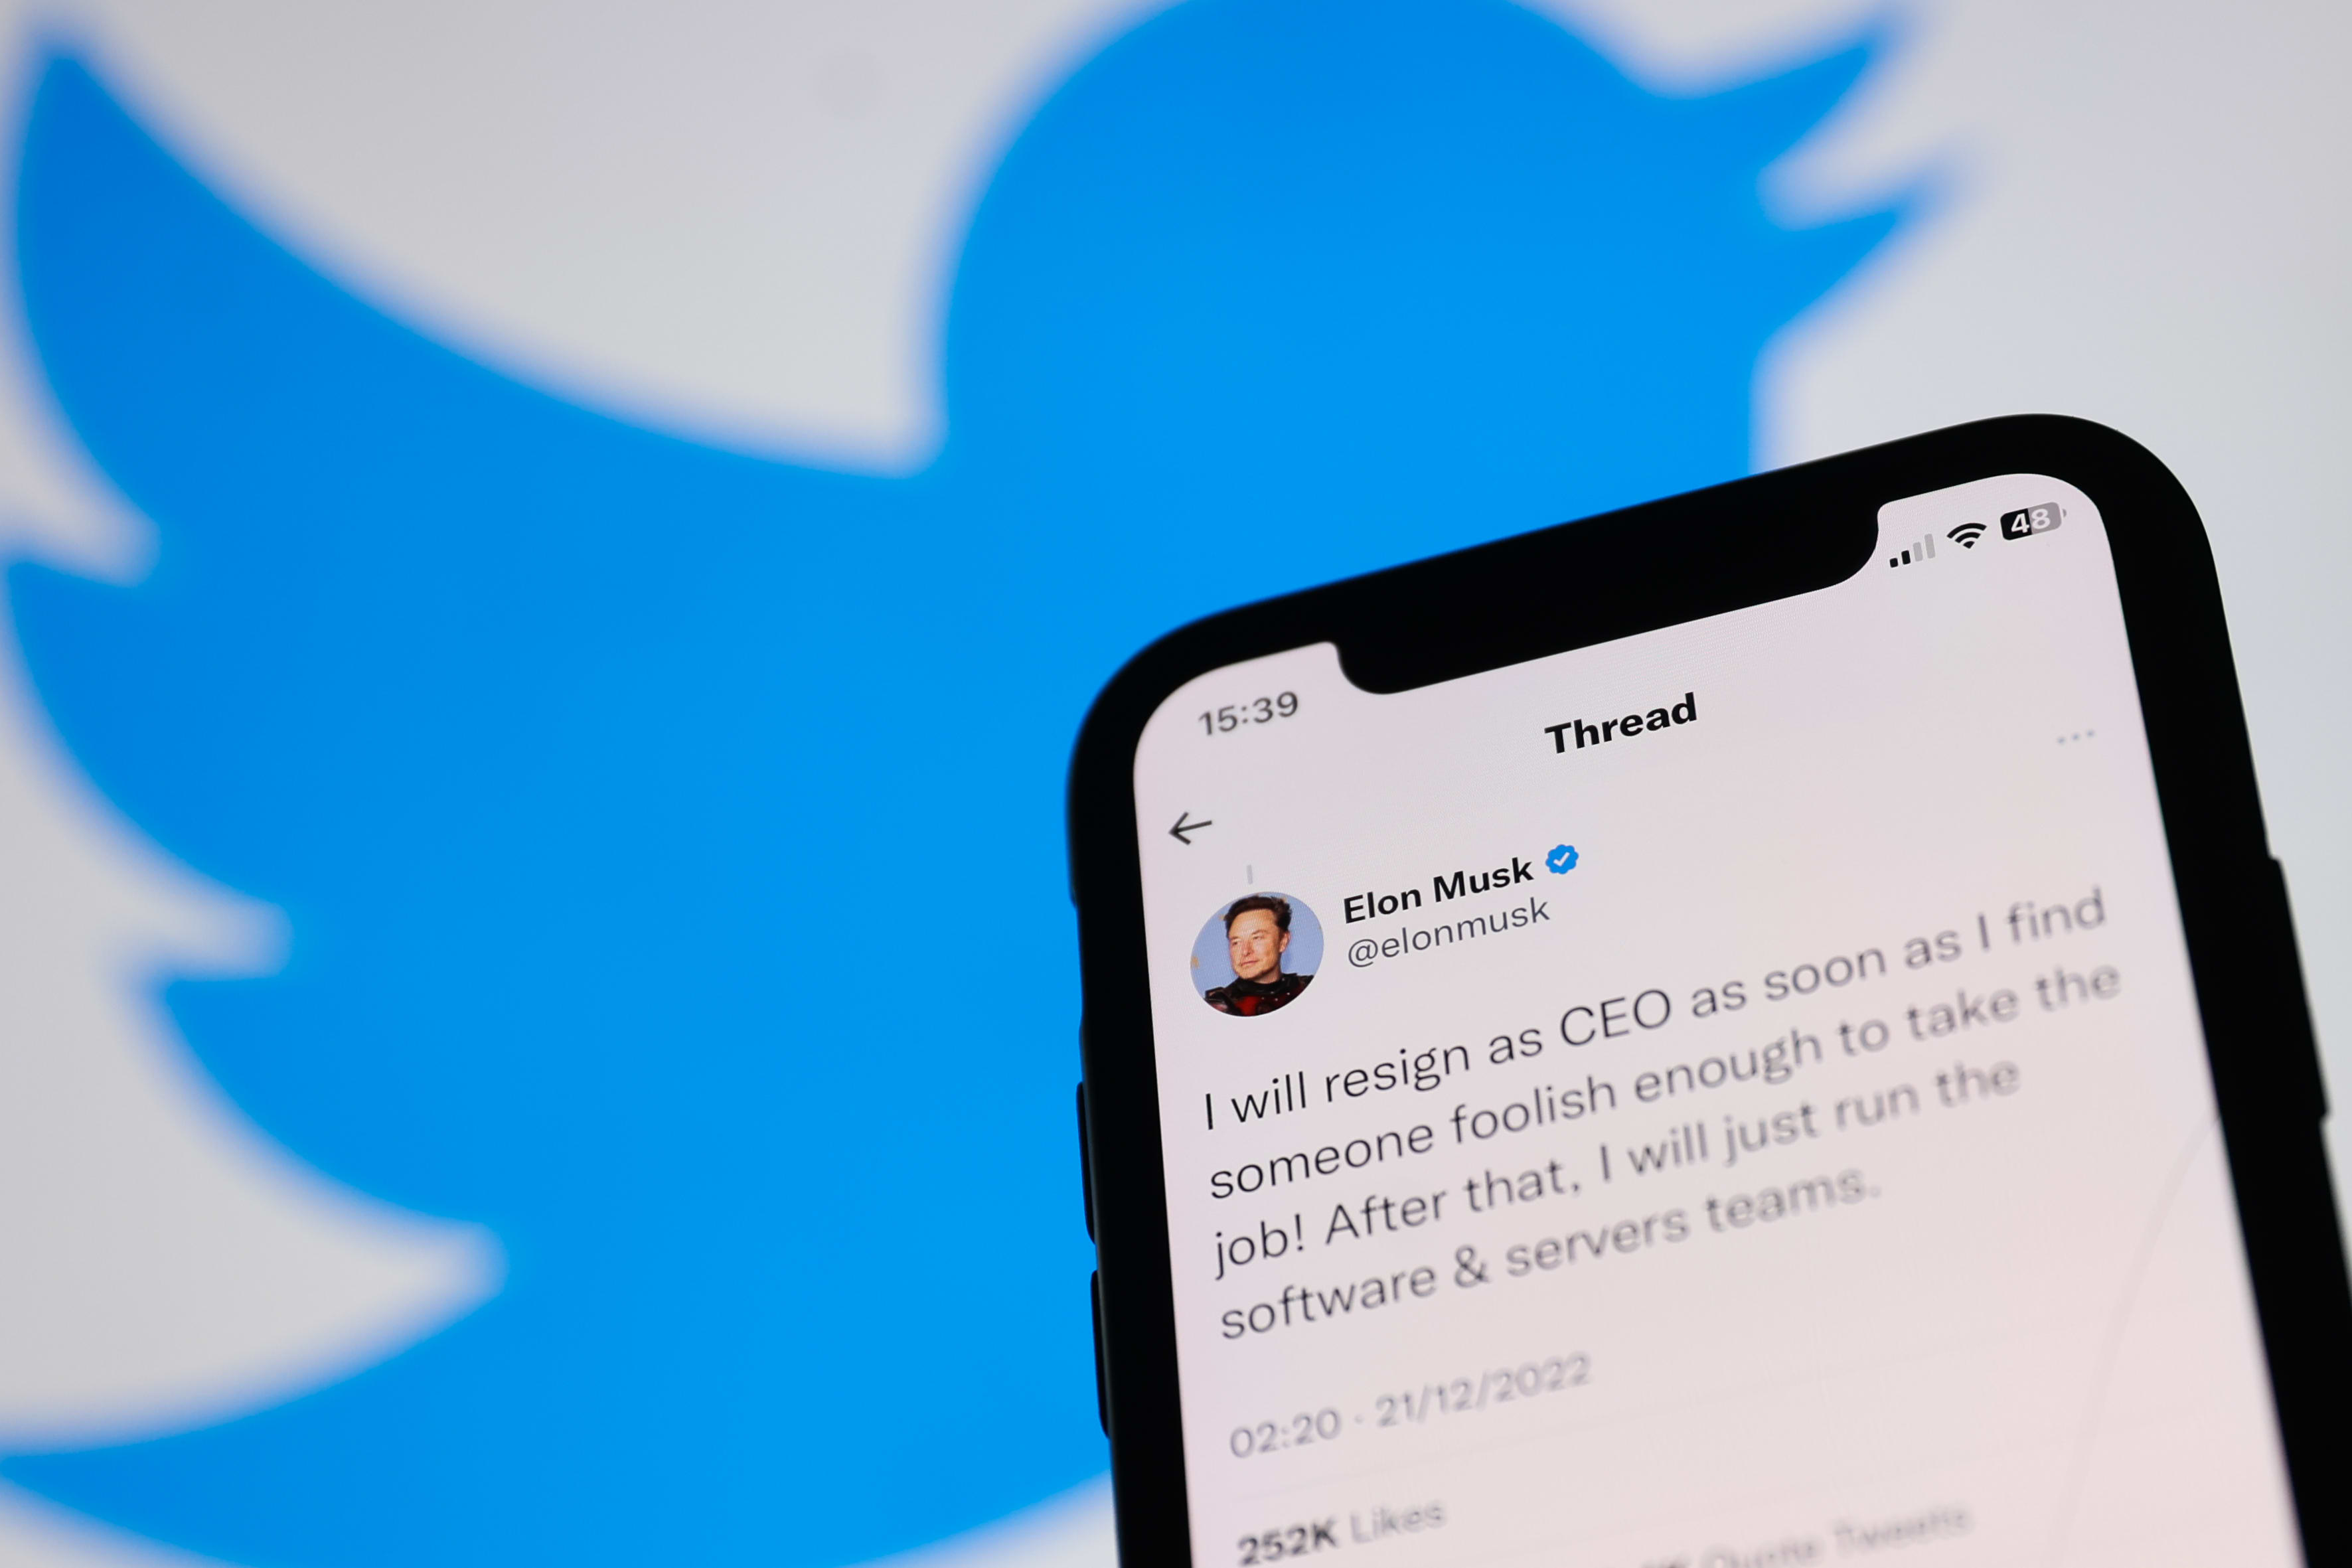 15:39
48
Thread
Elon Musk
@elonmusk
I will resign as CEO as soon as I find
someone foolish enough to take the
job! After that, I will just run the
software & servers teams.
02:20 · 21/12/2022
252K Likes
Quote Tweets